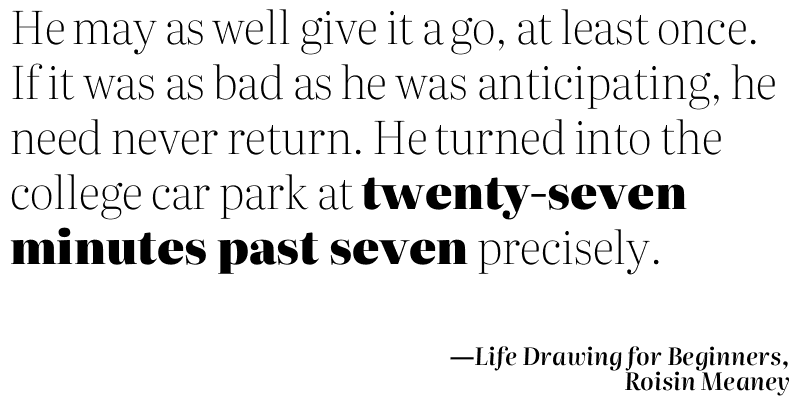 He may as well give it a go, at least once.
If it was as bad as he was anticipating, he
need never return. He turned into the
college car park at twenty-seven
minutes past seven precisely.
—Life Drawing for Beginners,
Roisin Meaney